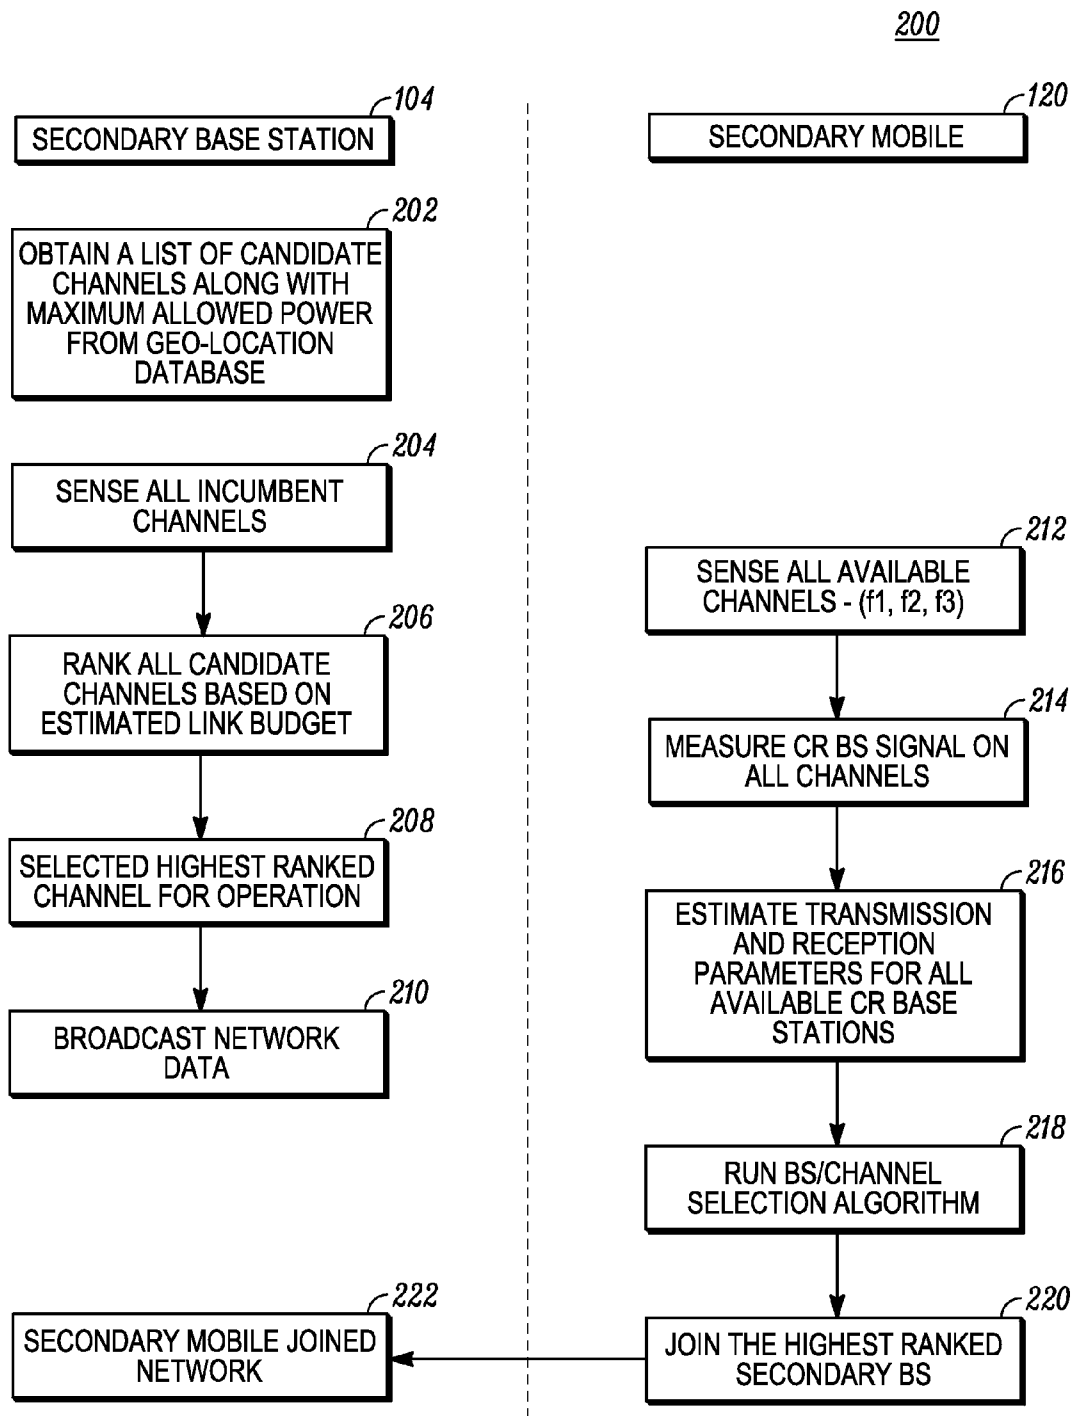 200
104
SECONDARY BASE STATION
202
OBTAIN A LIST OF CANDIDATE
CHANNELS ALONG WITH
MAXIMUM ALLOWED POWER
FROM GEO-LOCATION
DATABASE
204
SENSE ALL INCUMBENT
CHANNELS
206
RANK ALL CANDIDATE
CHANNELS BASED ON
ESTIMATED LINK BUDGET
208
SELECTED HIGHEST RANKED
CHANNEL FOR OPERATION
210
BROADCAST NETWORK
DATA
222
SECONDARY MOBILE JOINED
NETWORK
120
SECONDARY MOBILE
212
SENSE ALL AVAILABLE
CHANNELS - (f1, f2, f3)
214
MEASURE CR BS SIGNAL ON
ALL CHANNELS
216
ESTIMATE TRANSMISSION
AND RECEPTION
PARAMETERS FOR ALL
AVAILABLE CR BASE
STATIONS
218
RUN BS/CHANNEL
SELECTION ALGORITHM
220
JOIN THE HIGHEST RANKED
SECONDARY BS